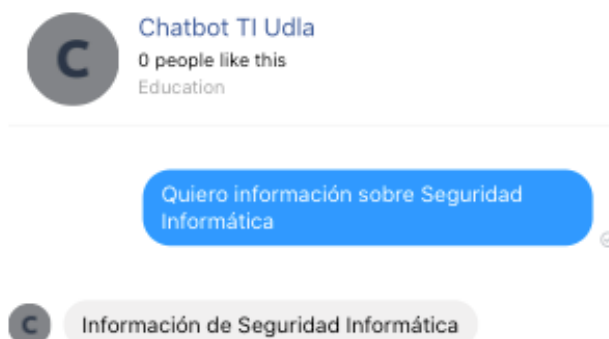 C
Chatbot TI Udla
0 people like this
Education
Quiero información sobre Seguridad
Informática
C
Información de Seguridad Informática